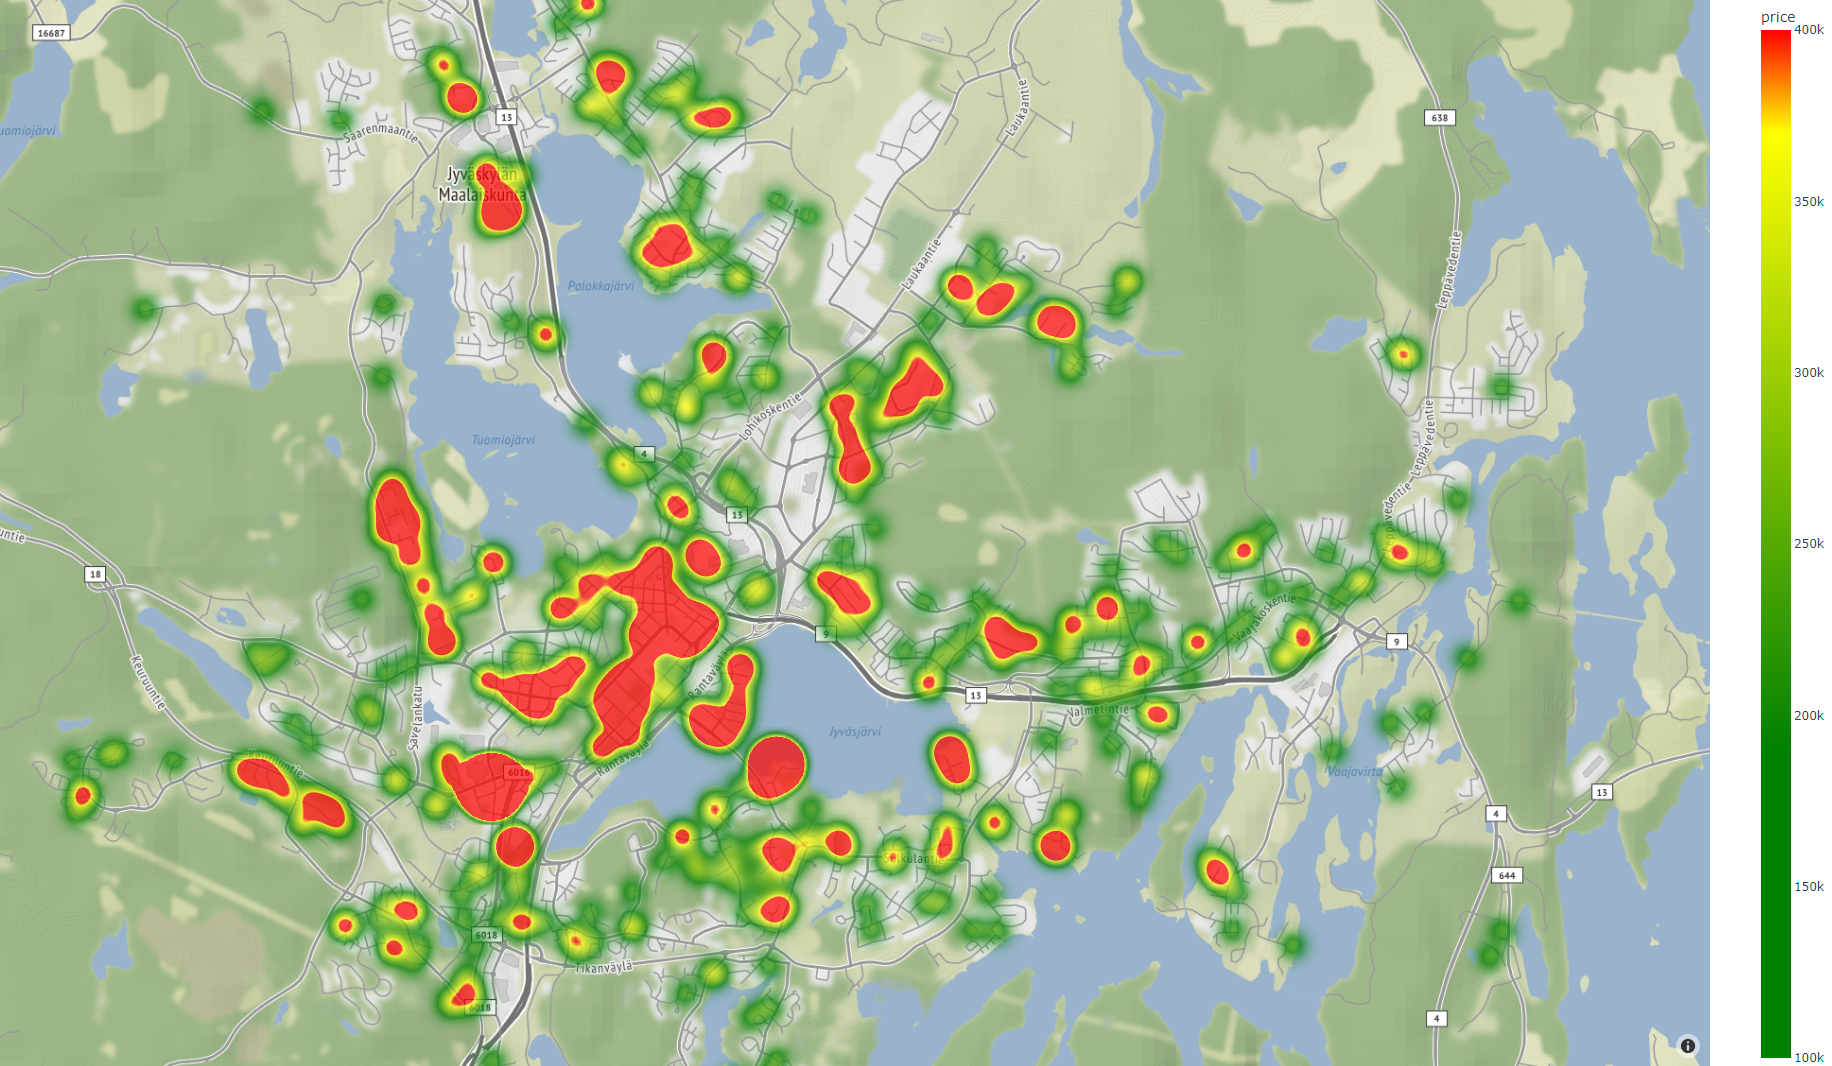 16687
13
638
uomiojärvi
Saarenmaantie
Laukaantie
Jyväskylän
Maalaiskunta
Laukaantie
Leppävedentie
Palokkajärvi
Lohikoskentie
Leppävedentie
Tuomiojärvi
4
Leppävedentie
13
untie
18
Vaajakoskentie
9
9
Keuruuntie
Rantaväylä
13
Savelankatu
Valmetintie
Jyväsjärvi
Rantaväylä
6016
Vaajavirta
13
4
644
6018
Tikanväylä
6018
4
price
400k
350k
300k
250k
200k
150k
100k